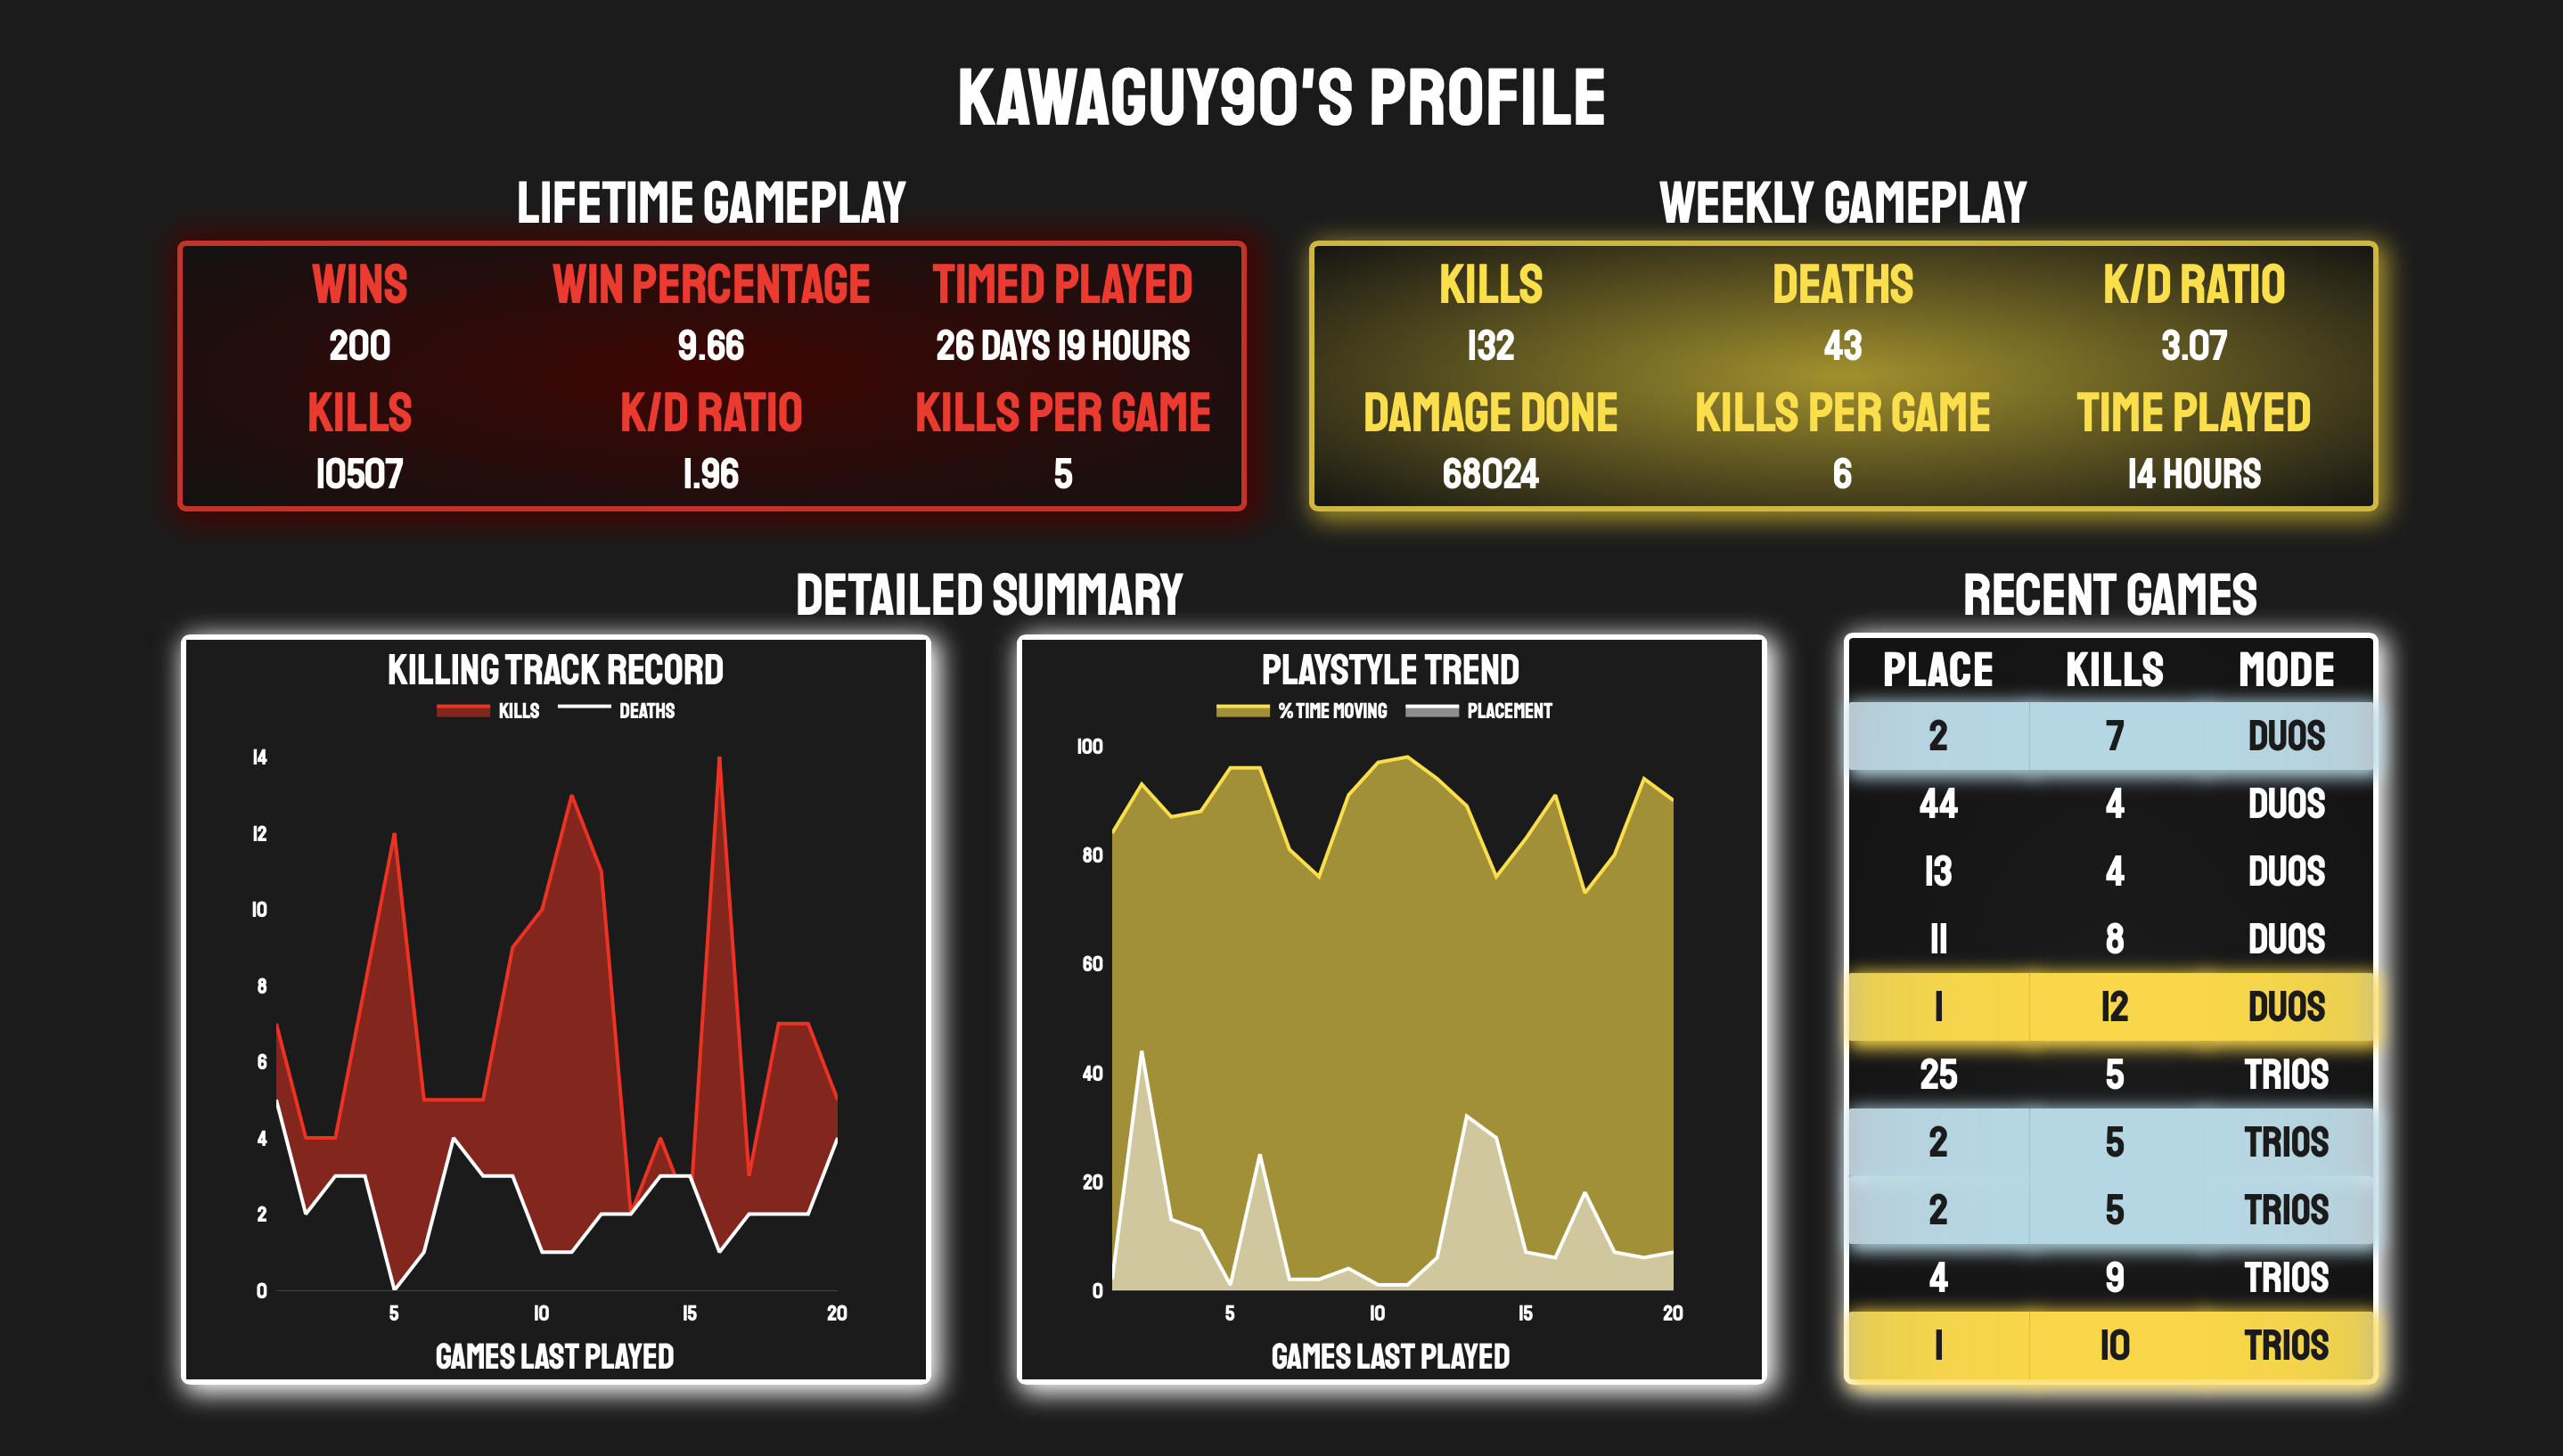 KAWAGUY90'S PROFILE
LIFETIME GAMEPLAY
WINS WIN PERCENTAGE TIMED PLAYED
200 9.66 26 DAYS 19 HOURS
KILLS K/D RATIO KILLS PER GAME
10507 1.96 5
WEEKLY GAMEPLAY
KILLS DEATHS K/D RATIO
132 43 3.07
DAMAGE DONE KILLS PER GAME TIME PLAYED
68024 6 14 HOURS
DETAILED SUMMARY
KILLING TRACK RECORD
KILLS DEATHS
14
12
10
8
6
4
2
0
5 10 15 20
GAMES LAST PLAYED
PLAYSTYLE TREND
% TIME MOVING PLACEMENT
100
80
60
40
20
0
5 10 15 20
GAMES LAST PLAYED
RECENT GAMES
PLACE KILLS MODE
2 7 DUOS
44 4 DUOS
13 4 DUOS
11 8 DUOS
1 12 DUOS
25 5 TRIOS
2 5 TRIOS
2 5 TRIOS
4 9 TRIOS
1 10 TRIOS